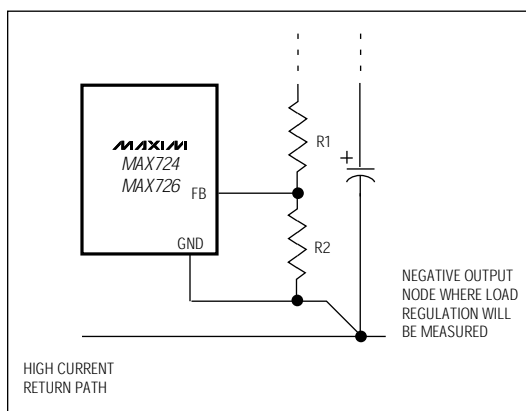 R1
+
MAXIM
MAX724
MAX726
FB
GND
R2
NEGATIVE OUTPUT
NODE WHERE LOAD
REGULATION WILL
BE MEASURED
HIGH CURRENT
RETURN PATH